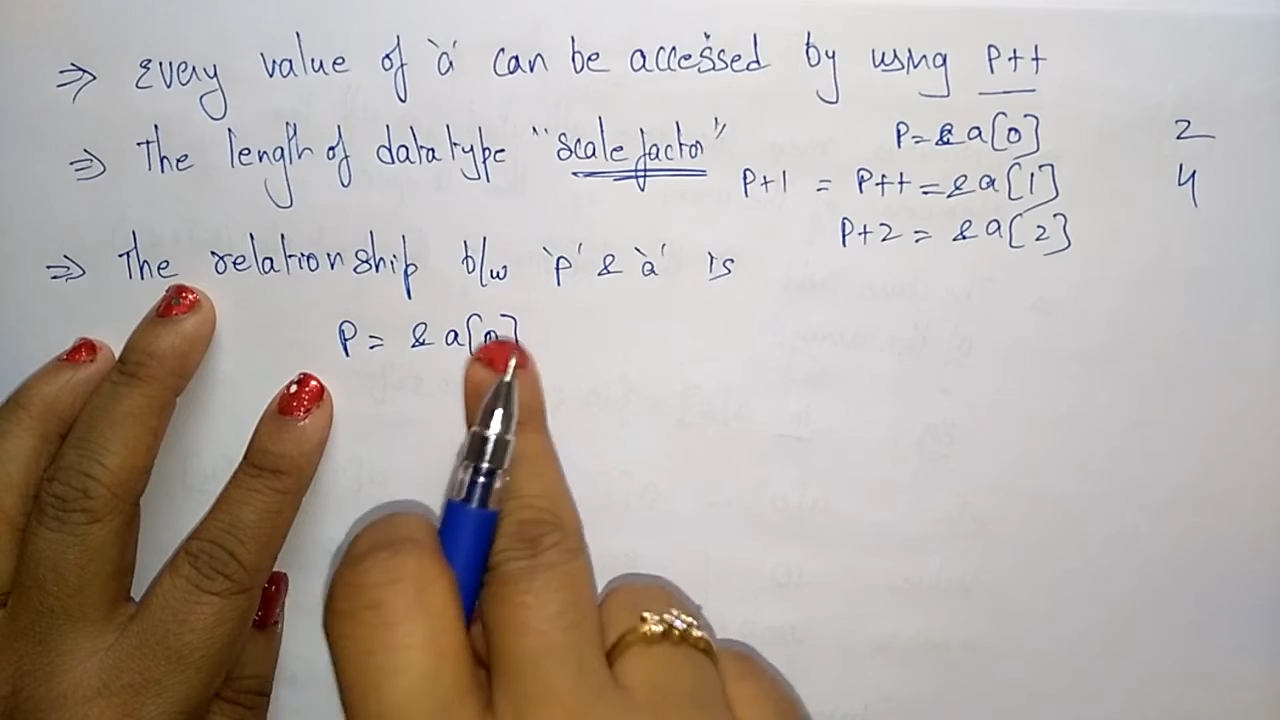 ⇒ Every value of `a' can be accessed by using P++
P=&a[0] 2
⇒ The length of datatype "scale factor"
P+1 = P++ = &a[1] 4
P+2 = &a[2]
⇒ The relationship b/w `p' & `a' is
P = &a[0]